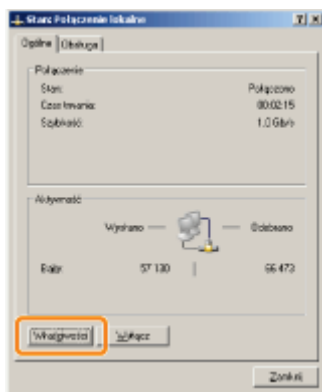 Stan: Połączenie lokalne
Ogólne Obsługa
Połączenie
Stan: Połączono
Czas trwania: 00:02:15
Szybkość: 1.0 Gb/s
Aktywność
Wysłano — — Odebrano
Bajty: 57 130 | 66 473
Właściwości Wyłącz
Zamknij